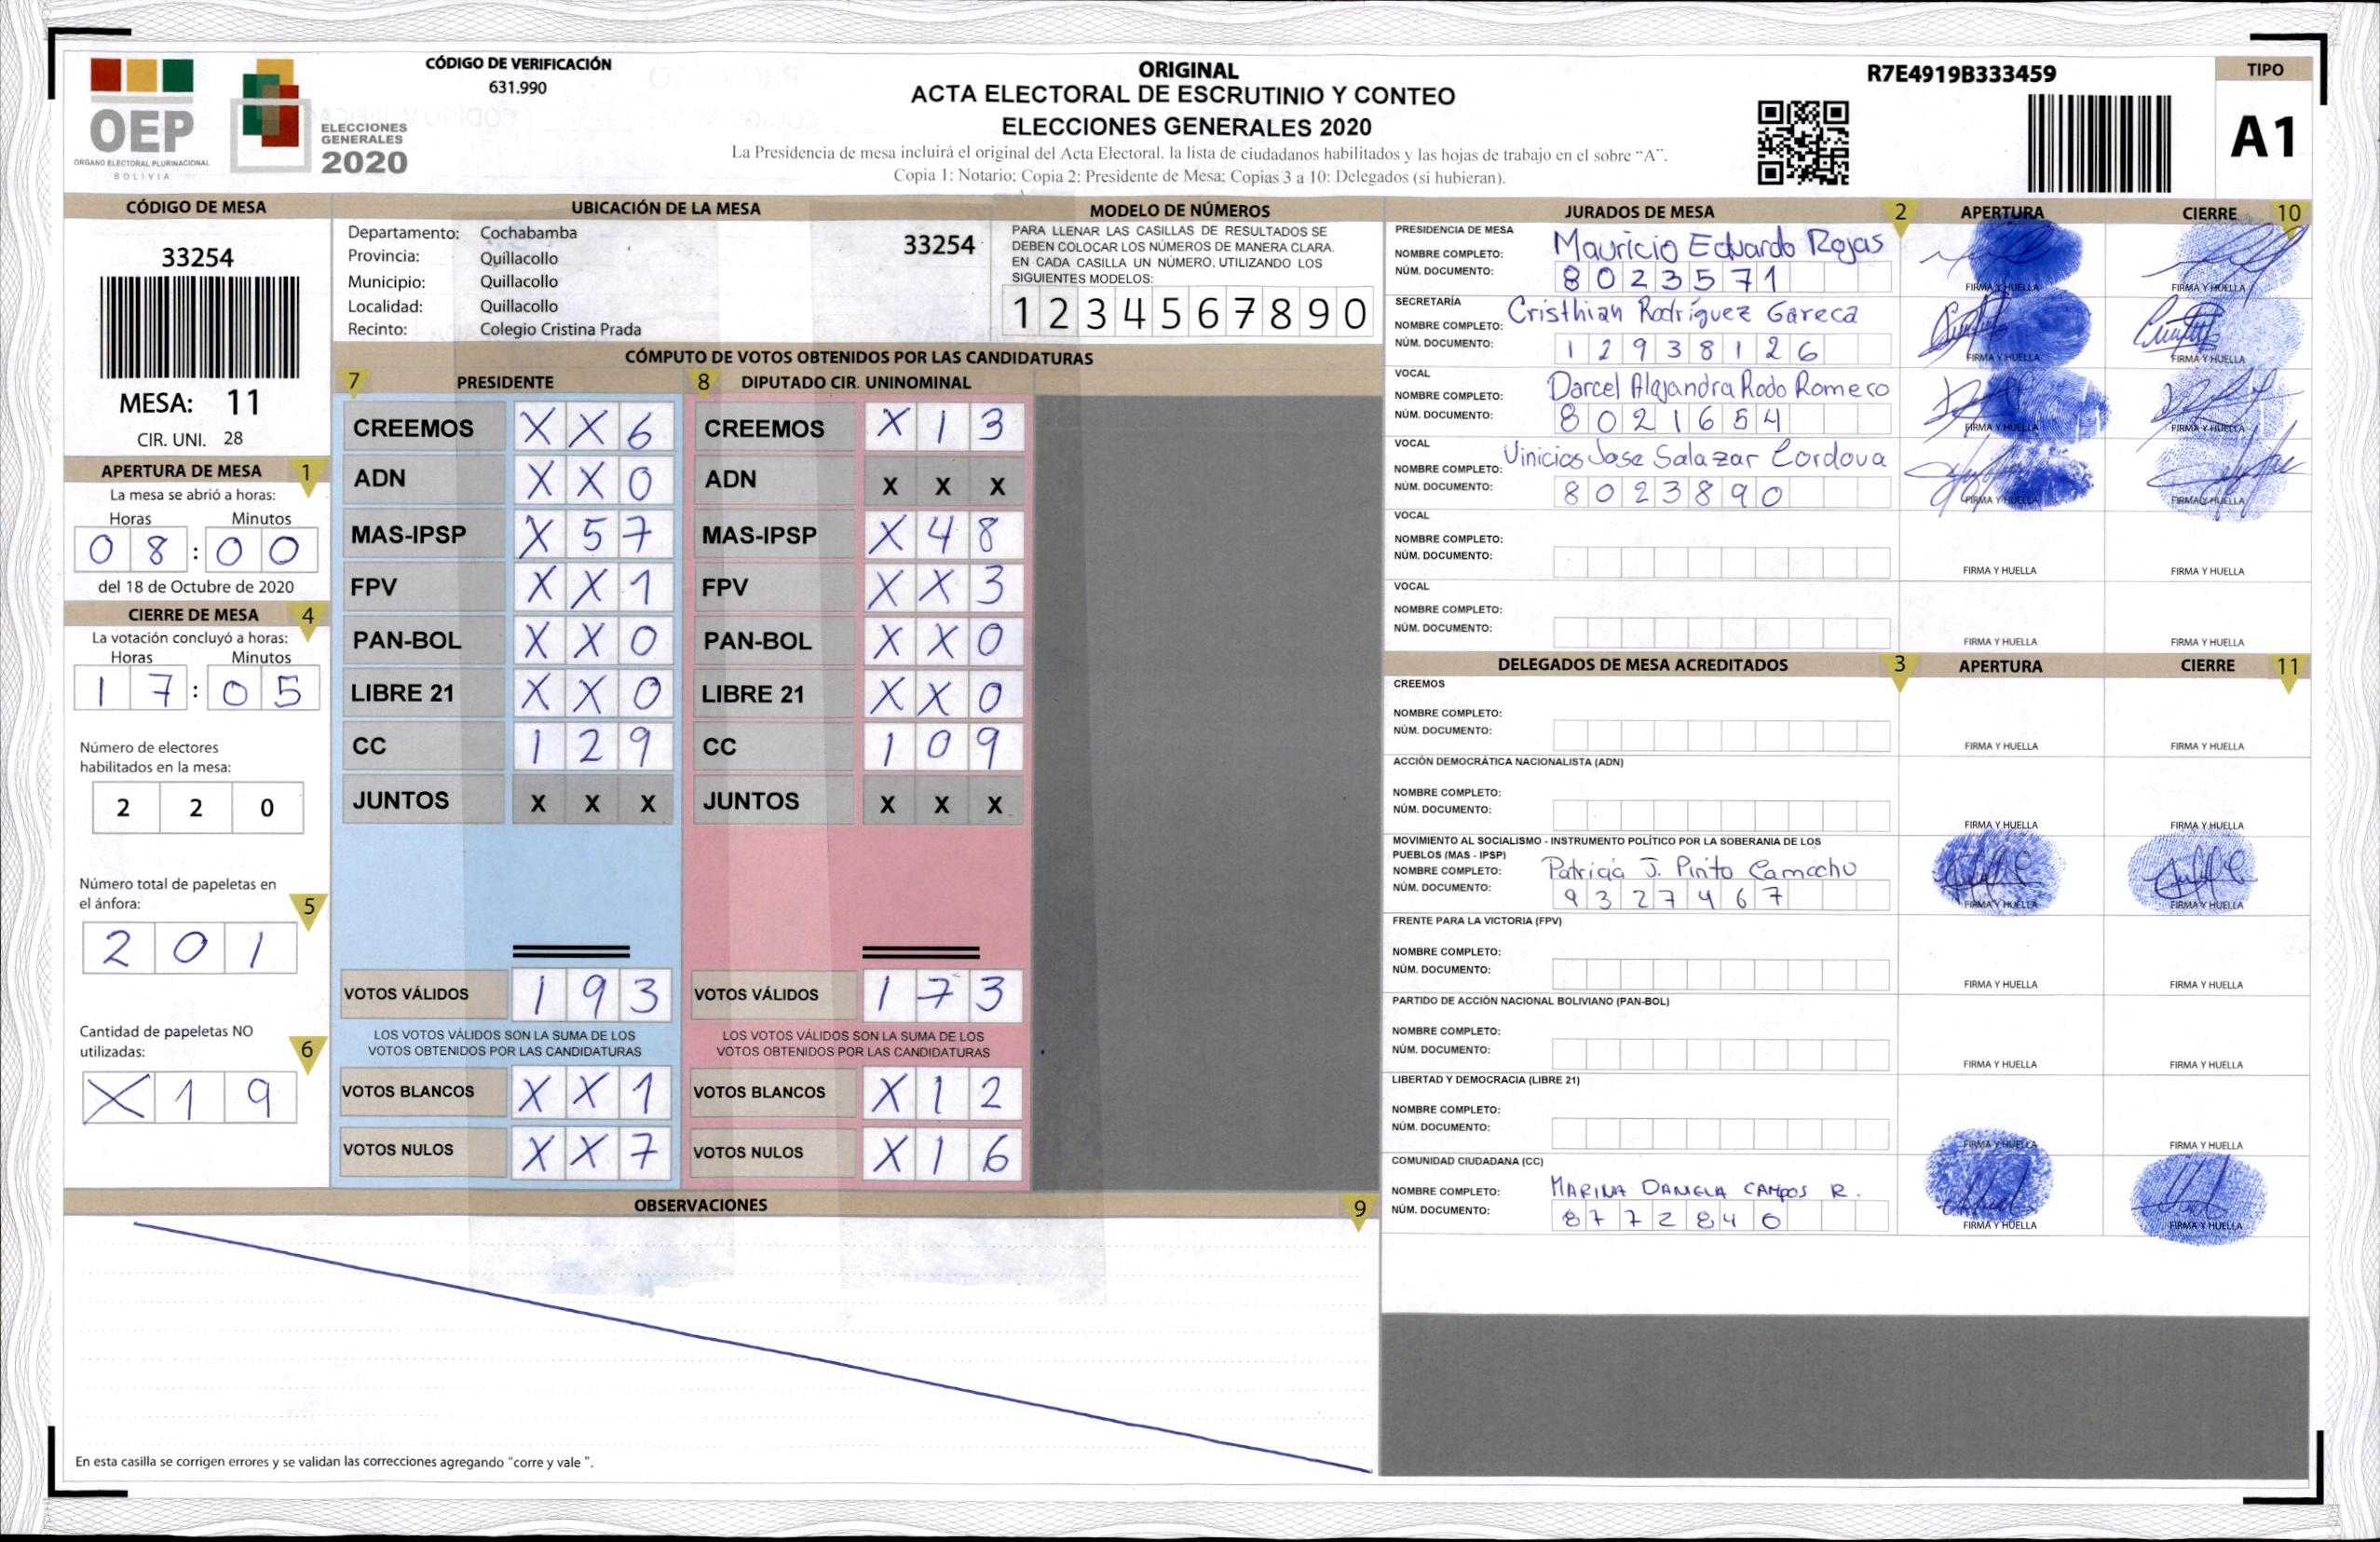 OEP
ORGANO ELECTORAL PLURINACIONAL
BOLIVIA
ELECCIONES
GENERALES
2020
CÓDIGO DE VERIFICACIÓN
631.990
ORIGINAL
ACTA ELECTORAL DE ESCRUTINIO Y CONTEO
ELECCIONES GENERALES 2020
La Presidencia de mesa incluirá el original del Acta Electoral, la lista de ciudadanos habilitados y las hojas de trabajo en el sobre “A”.
Copia 1: Notario; Copia 2: Presidente de Mesa; Copias 3 a 10: Delegados (si hubieran).
R7E4919B333459
TIPO
A1
CÓDIGO DE MESA
33254
MESA: 11
CIR. UNI. 28
APERTURA DE MESA 1
La mesa se abrió a horas:
Horas Minutos
0 8 : 0 0
del 18 de Octubre de 2020
CIERRE DE MESA 4
La votación concluyó a horas:
Horas Minutos
1 7 : 0 5
Número de electores
habilitados en la mesa:
2 2 0
Número total de papeletas en
el ánfora: 5
2 0 1
Cantidad de papeletas NO
utilizadas: 6
X 1 9
UBICACIÓN DE LA MESA
Departamento: Cochabamba
Provincia: Quillacollo
Municipio: Quillacollo
Localidad: Quillacollo
Recinto: Colegio Cristina Prada
33254
MODELO DE NÚMEROS
PARA LLENAR LAS CASILLAS DE RESULTADOS SE
DEBEN COLOCAR LOS NÚMEROS DE MANERA CLARA.
EN CADA CASILLA UN NÚMERO, UTILIZANDO LOS
SIGUIENTES MODELOS:
1 2 3 4 5 6 7 8 9 0
CÓMPUTO DE VOTOS OBTENIDOS POR LAS CANDIDATURAS
7 PRESIDENTE
CREEMOS X X 6
ADN X X 0
MAS-IPSP X 5 7
FPV X X 1
PAN-BOL X X 0
LIBRE 21 X X 0
CC 1 2 9
JUNTOS X X X
VOTOS VÁLIDOS 1 9 3
LOS VOTOS VÁLIDOS SON LA SUMA DE LOS
VOTOS OBTENIDOS POR LAS CANDIDATURAS
VOTOS BLANCOS X X 1
VOTOS NULOS X X 7
8 DIPUTADO CIR. UNINOMINAL
CREEMOS X 1 3
ADN X X X
MAS-IPSP X 4 8
FPV X X 3
PAN-BOL X X 0
LIBRE 21 X X 0
CC 1 0 9
JUNTOS X X X
VOTOS VÁLIDOS 1 7 3
LOS VOTOS VÁLIDOS SON LA SUMA DE LOS
VOTOS OBTENIDOS POR LAS CANDIDATURAS
VOTOS BLANCOS X 1 2
VOTOS NULOS X 1 6
OBSERVACIONES 9
En esta casilla se corrigen errores y se validan las correcciones agregando “corre y vale ”.
JURADOS DE MESA 2 APERTURA CIERRE 10
PRESIDENCIA DE MESA
NOMBRE COMPLETO: Mauricio Eduardo Rojas
NÚM. DOCUMENTO: 8 0 2 3 5 7 1
FIRMA Y HUELLA FIRMA Y HUELLA
SECRETARÍA
NOMBRE COMPLETO: Cristhian Rodríguez Gareca
NÚM. DOCUMENTO: 1 2 9 3 8 1 2 6
FIRMA Y HUELLA FIRMA Y HUELLA
VOCAL
NOMBRE COMPLETO: Darcel Alejandra Rodo Romero
NÚM. DOCUMENTO: 8 0 2 1 6 5 4
FIRMA Y HUELLA FIRMA Y HUELLA
VOCAL
NOMBRE COMPLETO: Vinicios Jose Salazar Cordova
NÚM. DOCUMENTO: 8 0 2 3 8 9 0
FIRMA Y HUELLA FIRMA Y HUELLA
VOCAL
NOMBRE COMPLETO:
NÚM. DOCUMENTO:
FIRMA Y HUELLA FIRMA Y HUELLA
VOCAL
NOMBRE COMPLETO:
NÚM. DOCUMENTO:
FIRMA Y HUELLA FIRMA Y HUELLA
DELEGADOS DE MESA ACREDITADOS 3 APERTURA CIERRE 11
CREEMOS
NOMBRE COMPLETO:
NÚM. DOCUMENTO:
FIRMA Y HUELLA FIRMA Y HUELLA
ACCIÓN DEMOCRÁTICA NACIONALISTA (ADN)
NOMBRE COMPLETO:
NÚM. DOCUMENTO:
FIRMA Y HUELLA FIRMA Y HUELLA
MOVIMIENTO AL SOCIALISMO - INSTRUMENTO POLÍTICO POR LA SOBERANIA DE LOS
PUEBLOS (MAS - IPSP)
NOMBRE COMPLETO: Patricia J. Pinto Camacho
NÚM. DOCUMENTO: 9 3 2 7 4 6 7
FIRMA Y HUELLA FIRMA Y HUELLA
FRENTE PARA LA VICTORIA (FPV)
NOMBRE COMPLETO:
NÚM. DOCUMENTO:
FIRMA Y HUELLA FIRMA Y HUELLA
PARTIDO DE ACCIÓN NACIONAL BOLIVIANO (PAN-BOL)
NOMBRE COMPLETO:
NÚM. DOCUMENTO:
FIRMA Y HUELLA FIRMA Y HUELLA
LIBERTAD Y DEMOCRACIA (LIBRE 21)
NOMBRE COMPLETO:
NÚM. DOCUMENTO:
FIRMA Y HUELLA FIRMA Y HUELLA
COMUNIDAD CIUDADANA (CC)
NOMBRE COMPLETO: MARINA DANIELA CAMPOS R.
NÚM. DOCUMENTO: 8 7 7 2 8 4 0
FIRMA Y HUELLA FIRMA Y HUELLA